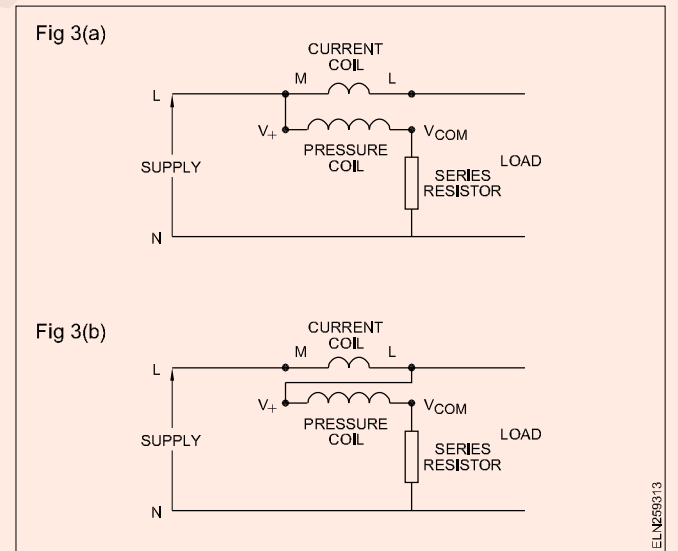 Fig 3(a)
CURRENT
COIL
M
L
L
V+
VCOM
PRESSURE
COIL
SUPPLY
LOAD
SERIES
RESISTOR
N
Fig 3(b)
CURRENT
COIL
M
L
L
V+
VCOM
PRESSURE
COIL
SUPPLY
LOAD
SERIES
RESISTOR
N
ELN259313